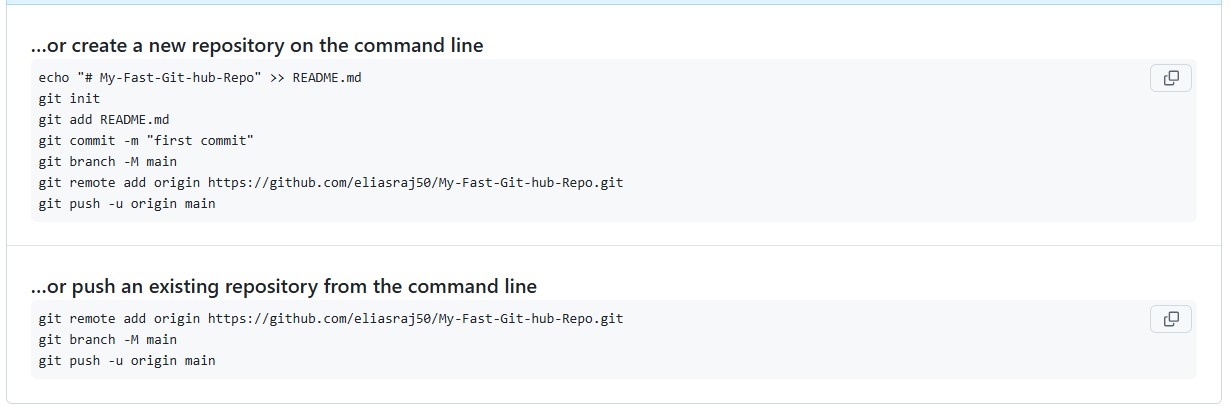 ...or create a new repository on the command line
echo "# My-Fast-Git-hub-Repo" >> README.md
git init
git add README.md
git commit -m "first commit"
git branch -M main
git remote add origin https://github.com/eliasraj50/My-Fast-Git-hub-Repo.git
git push -u origin main
...or push an existing repository from the command line
git remote add origin https://github.com/eliasraj50/My-Fast-Git-hub-Repo.git
git branch -M main
git push -u origin main